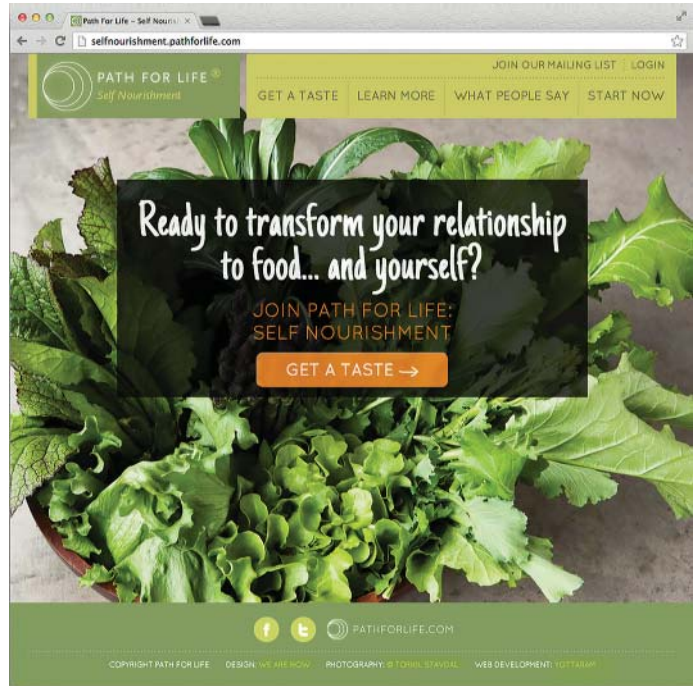 Path For Life - Self Nouris
selfnourishment.pathforlife.com
JOIN OUR MAILING LIST LOGIN
PATH FOR LIFE ®
Self Nourishment
GET A TASTE LEARN MORE WHAT PEOPLE SAY START NOW
Ready to transform your relationship
to food... and yourself?
JOIN PATH FOR LIFE:
SELF NOURISHMENT
GET A TASTE →
PATHFORLIFE.COM
COPYRIGHT PATH FOR LIFE DESIGN: WE ARE NOW PHOTOGRAPHY: © TORKIL STAVDAL WEB DEVELOPMENT: YOTTARAM